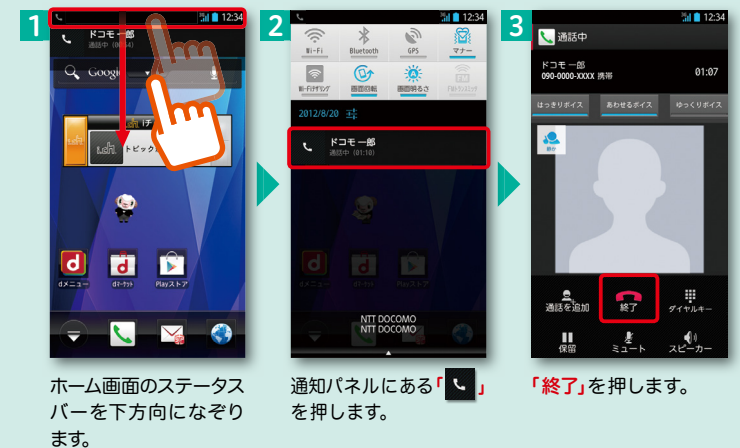 1
12:34
ドコモ 一郎
通話中 (00:54)
Google
iチ
i.ch
i.ch
トピック
dメニュー
dマーケット
Playストア
ホーム画面のステータス
バーを下方向になぞり
ます。
2
12:34
Wi-Fi
Bluetooth
GPS
マナー
Wi-Fiテザリング
画面回転
画面明るさ
2012/8/20
ドコモ 一郎
通話中 (01:10)
dメニュー
dマーケット
Playストア
NTT DOCOMO
NTT DOCOMO
通知パネルにある「 」
を押します。
3
12:34
通話中
ドコモ 一郎
090-0000-XXXX 携帯
01:07
はっきりボイス
あわせるボイス
ゆっくりボイス
静か
通話を追加
終了
ダイヤルキー
保留
ミュート
スピーカー
「終了」を押します。